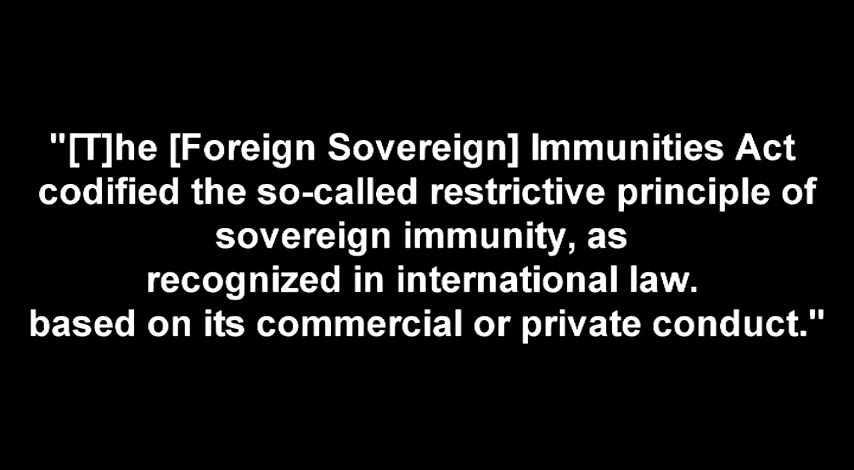 "[T]he [Foreign Sovereign] Immunities Act
codified the so-called restrictive principle of
sovereign immunity, as
recognized in international law.
based on its commercial or private conduct."